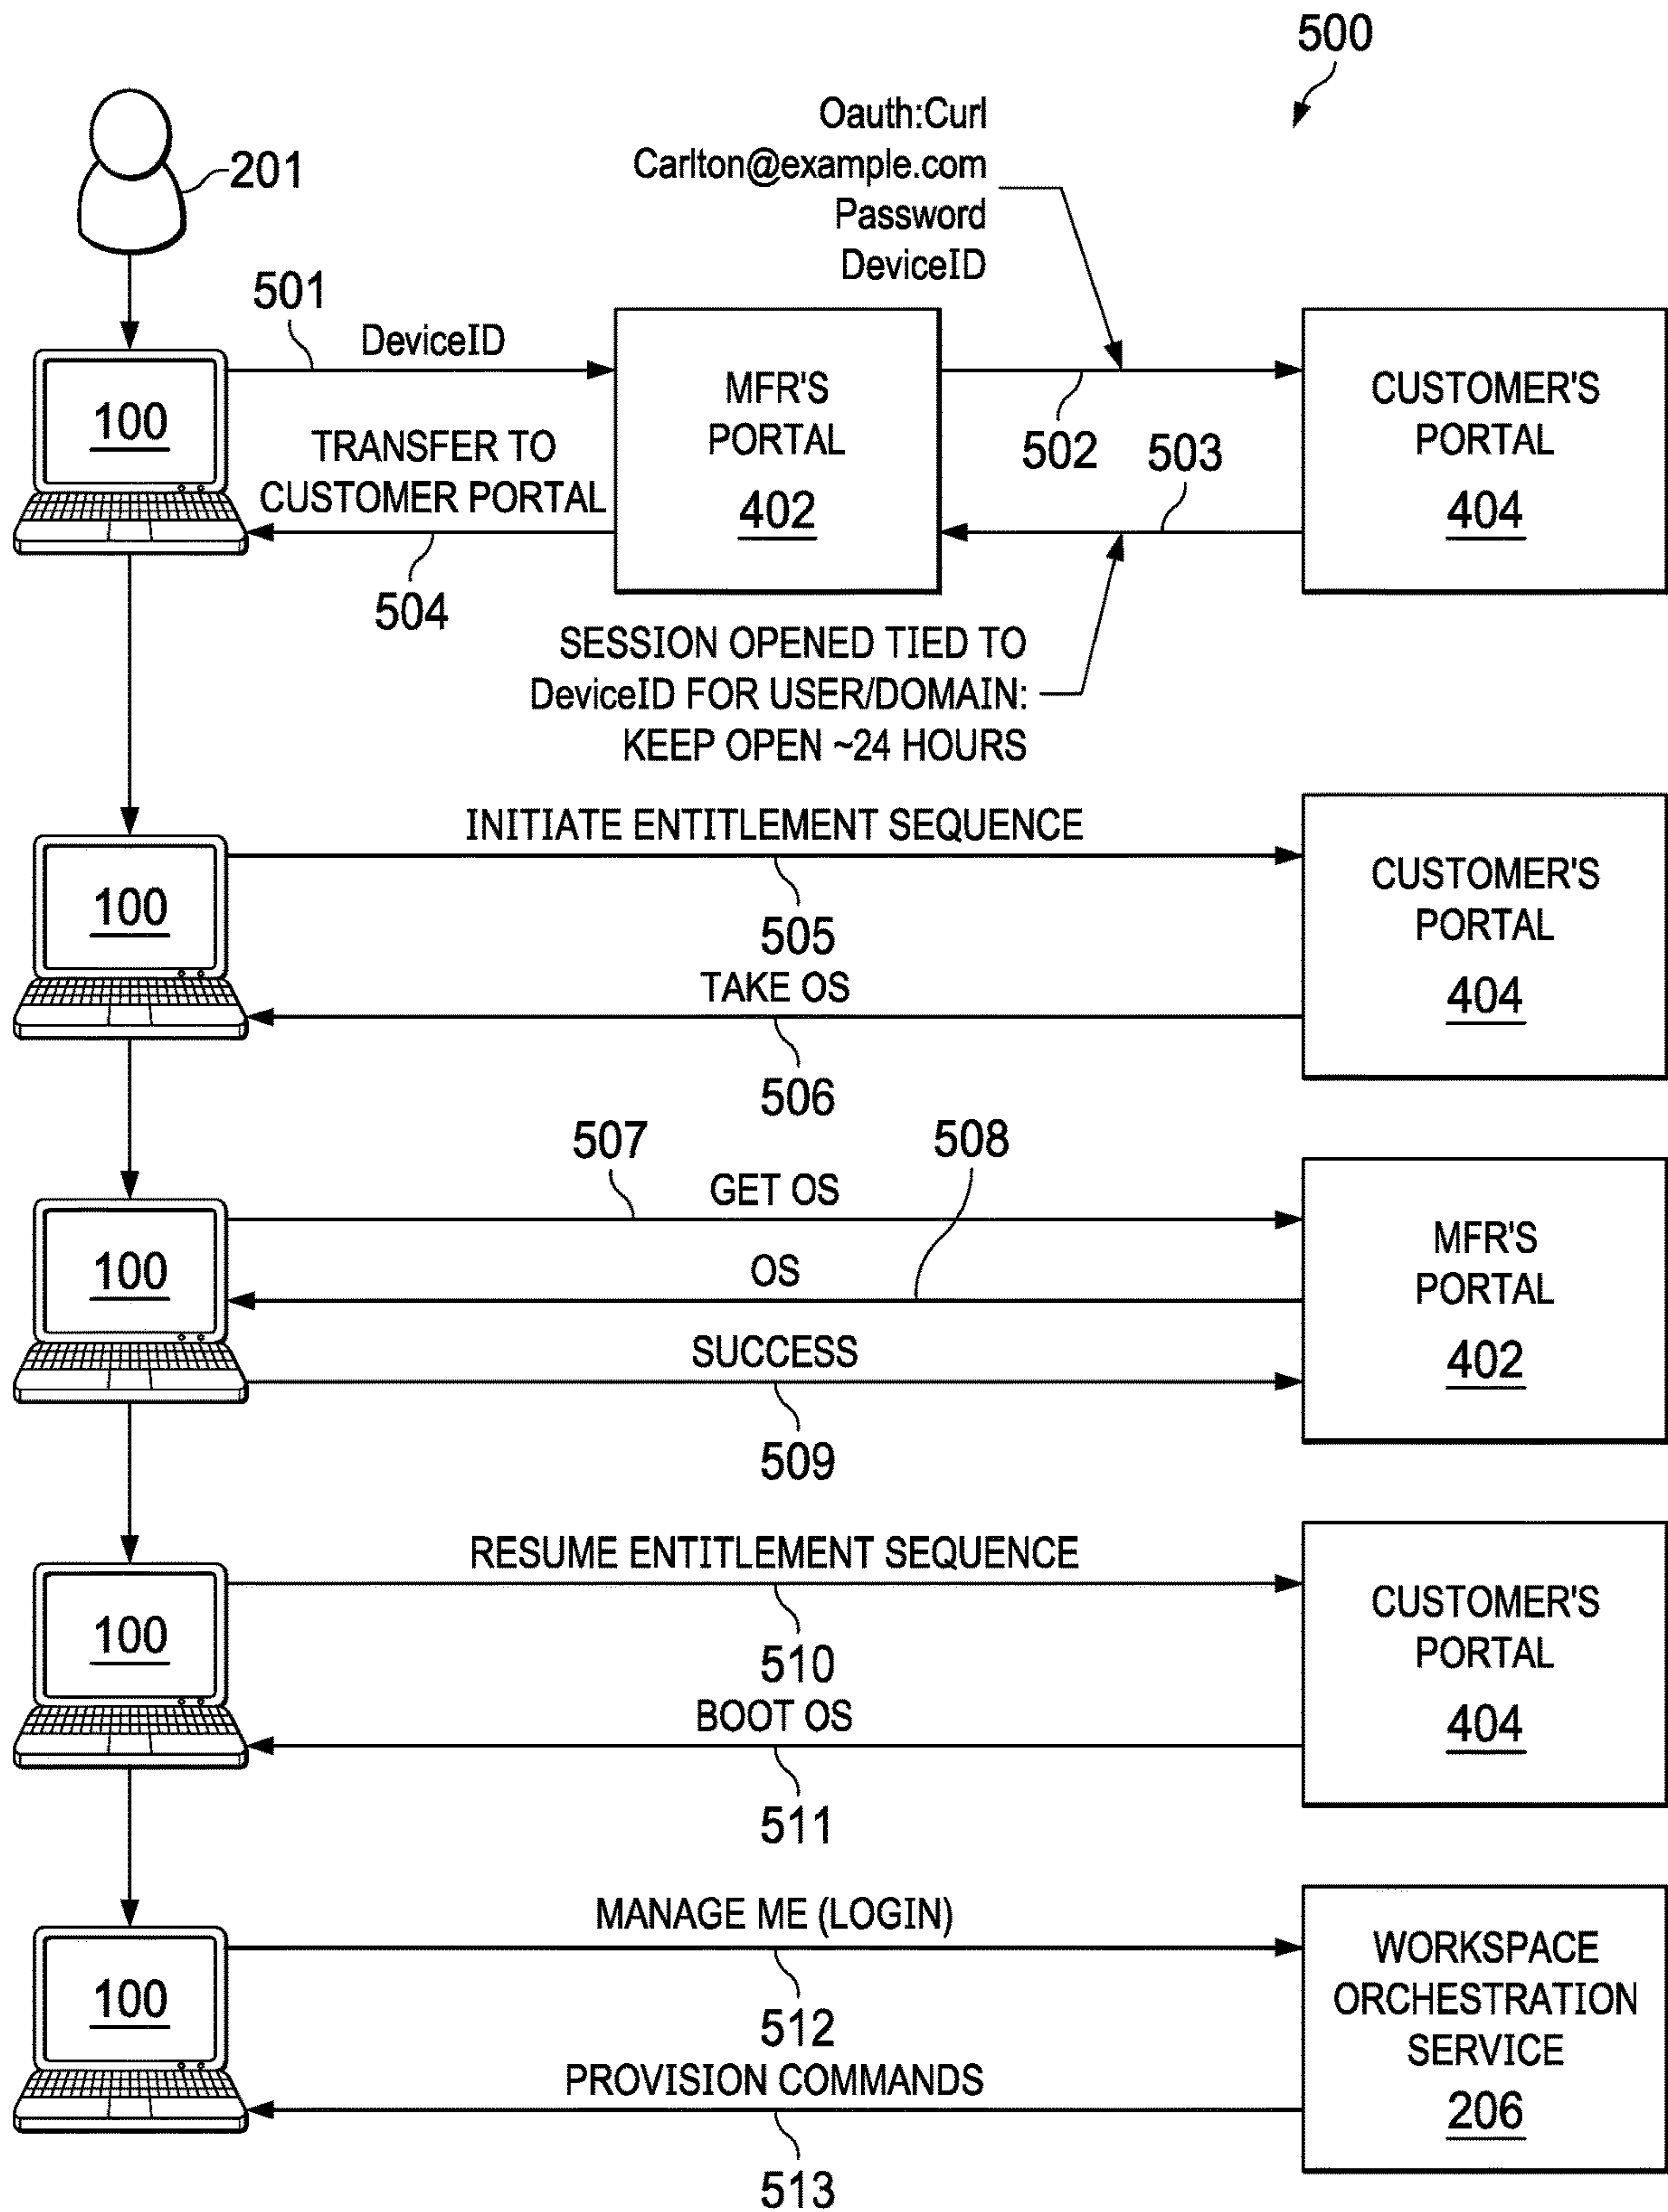 500
Oauth:Curl
Carlton@example.com
Password
DeviceID
201
501
DeviceID
100
TRANSFER TO
CUSTOMER PORTAL
504
MFR'S
PORTAL
402
502
503
CUSTOMER'S
PORTAL
404
SESSION OPENED TIED TO
DeviceID FOR USER/DOMAIN:
KEEP OPEN ~24 HOURS
INITIATE ENTITLEMENT SEQUENCE
100
505
TAKE OS
506
CUSTOMER'S
PORTAL
404
507
508
GET OS
100
OS
SUCCESS
509
MFR'S
PORTAL
402
RESUME ENTITLEMENT SEQUENCE
100
510
BOOT OS
511
CUSTOMER'S
PORTAL
404
MANAGE ME (LOGIN)
100
512
PROVISION COMMANDS
513
WORKSPACE
ORCHESTRATION
SERVICE
206